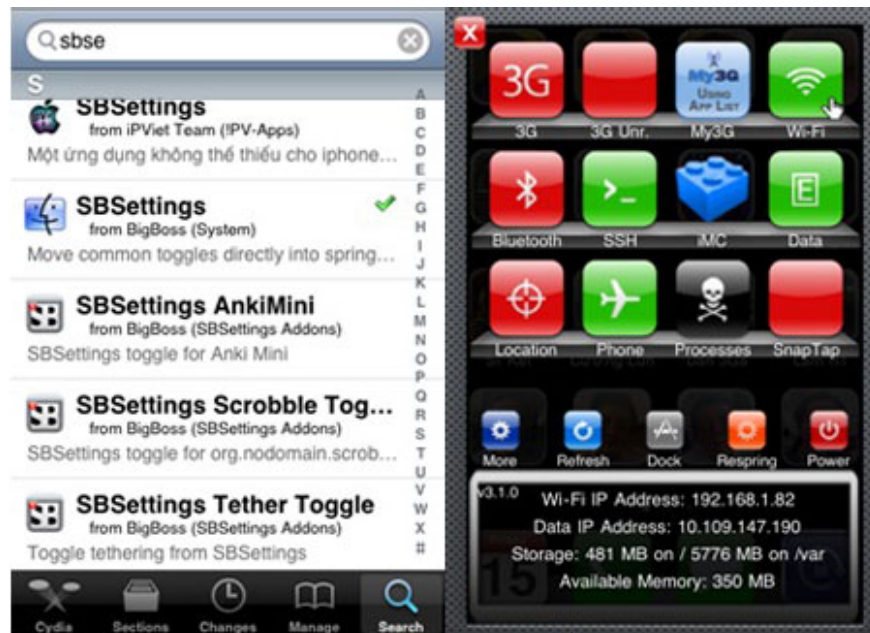 sbse
S
SBSettings
from iPViet Team (!PV-Apps)
Một ứng dụng không thể thiếu cho iphone...
SBSettings
from BigBoss (System)
Move common toggles directly into spring...
SBSettings AnkiMini
from BigBoss (SBSettings Addons)
SBSettings toggle for Anki Mini
SBSettings Scrobble Tog...
from BigBoss (SBSettings Addons)
SBSettings toggle for org.nodomain.scrob...
SBSettings Tether Toggle
from BigBoss (SBSettings Addons)
Toggle tethering from SBSettings
A
B
C
D
E
F
G
H
I
J
K
L
M
N
O
P
Q
R
S
T
U
V
W
X
#
Cydia Sections Changes Manage Search
3G My3G Using App List
3G 3G Unr. My3G Wi-Fi
>_ E
Bluetooth SSH iMC Data
Location Phone Processes SnapTap
More Refresh Dock Respring Power
v3.1.0
Wi-Fi IP Address: 192.168.1.82
Data IP Address: 10.109.147.190
Storage: 481 MB on / 5776 MB on /var
Available Memory: 350 MB
15